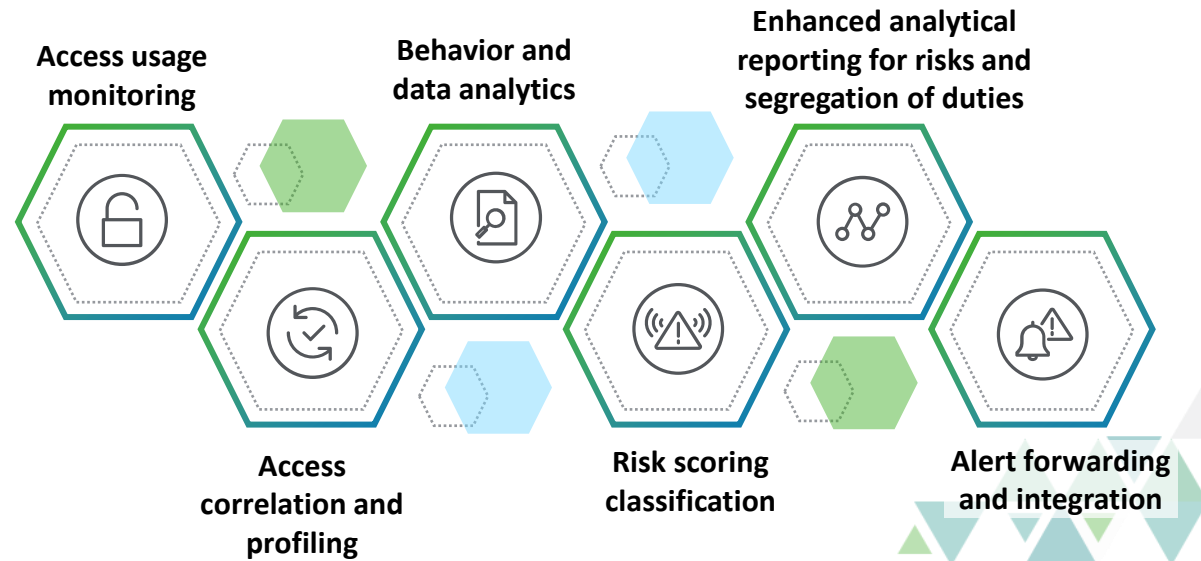 Access usage
monitoring
Access
correlation and
profiling
Behavior and
data analytics
Risk scoring
classification
Enhanced analytical
reporting for risks and
segregation of duties
Alert forwarding
and integration